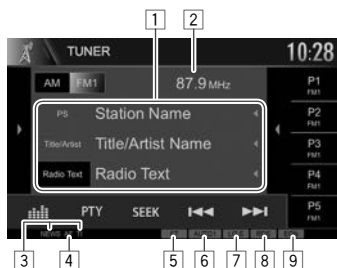 1 2
TUNER 10:28
AM FM1 87.9 MHz P1
FM1
PS Station Name P2
FM1
Title/Artist Title/Artist Name P3
FM1
Radio Text Radio Text P4
FM1
PTY SEEK P5
FM1
NEWS AF TI
3 4 5 6 7 8 9